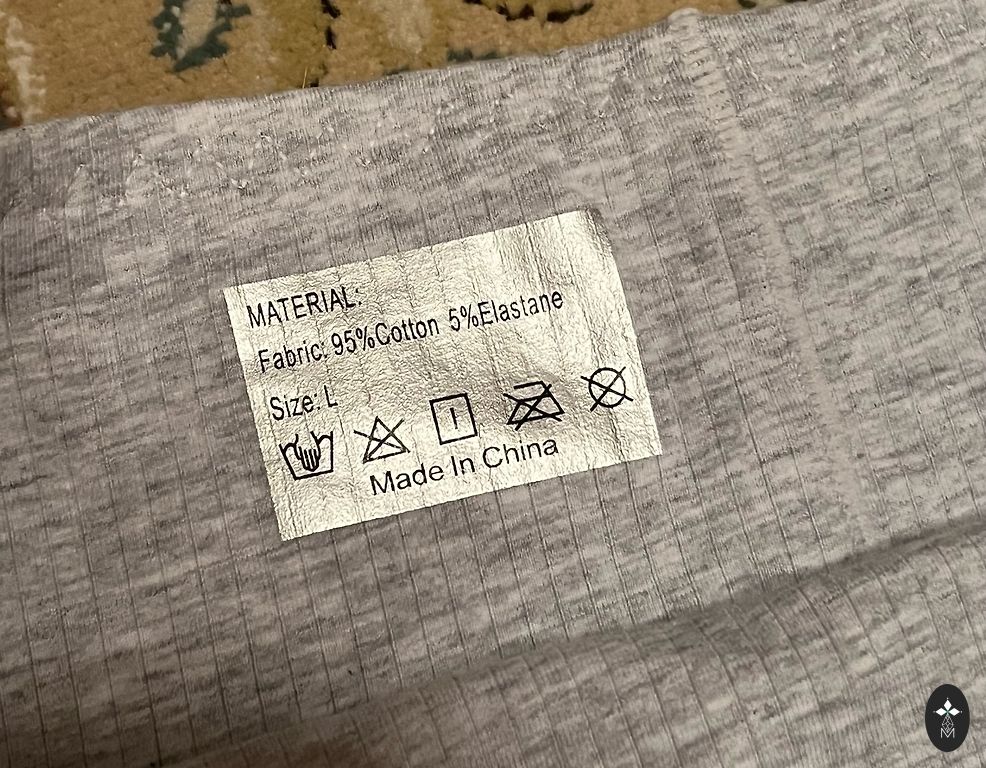 MATERIAL:
Fabric: 95%Cotton 5%Elastane
Size: L
Made In China
M